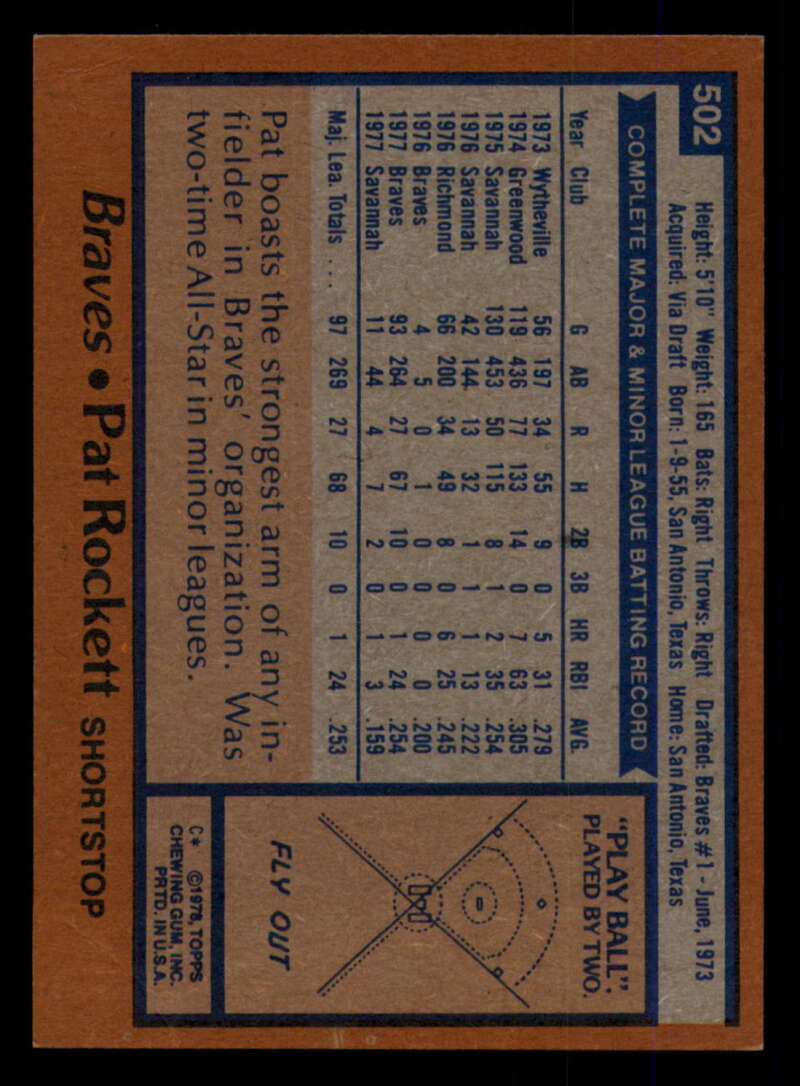 502
Height: 5'10" Weight: 165 Bats: Right Throws: Right Drafted: Braves #1 - June, 1973
Acquired: Via Draft Born: 1-9-55, San Antonio, Texas Home: San Antonio, Texas
COMPLETE MAJOR & MINOR LEAGUE BATTING RECORD
Year Club G AB R H 2B 3B HR RBI AVG.
1973 Wytheville 56 197 34 55 9 0 5 31 .279
1974 Greenwood 119 436 77 133 14 0 7 63 .305
1975 Savannah 130 453 50 115 8 1 2 35 .254
1976 Savannah 42 144 13 32 1 1 1 13 .222
1976 Richmond 66 200 34 49 8 0 6 25 .245
1976 Braves 4 5 0 1 0 0 0 0 .200
1977 Braves 93 264 27 67 10 0 1 24 .254
1977 Savannah 11 44 4 7 2 0 1 3 .159
Maj. Lea. Totals .... 97 269 27 68 10 0 1 24 .253
Pat boasts the strongest arm of any in-
fielder in Braves' organization. Was
two-time All-Star in minor leagues.
"PLAY BALL":
PLAYED BY TWO.
FLY OUT
C* ©1978, TOPPS
CHEWING GUM, INC.
PRTD. IN U.S.A.
Braves • Pat Rockett SHORTSTOP